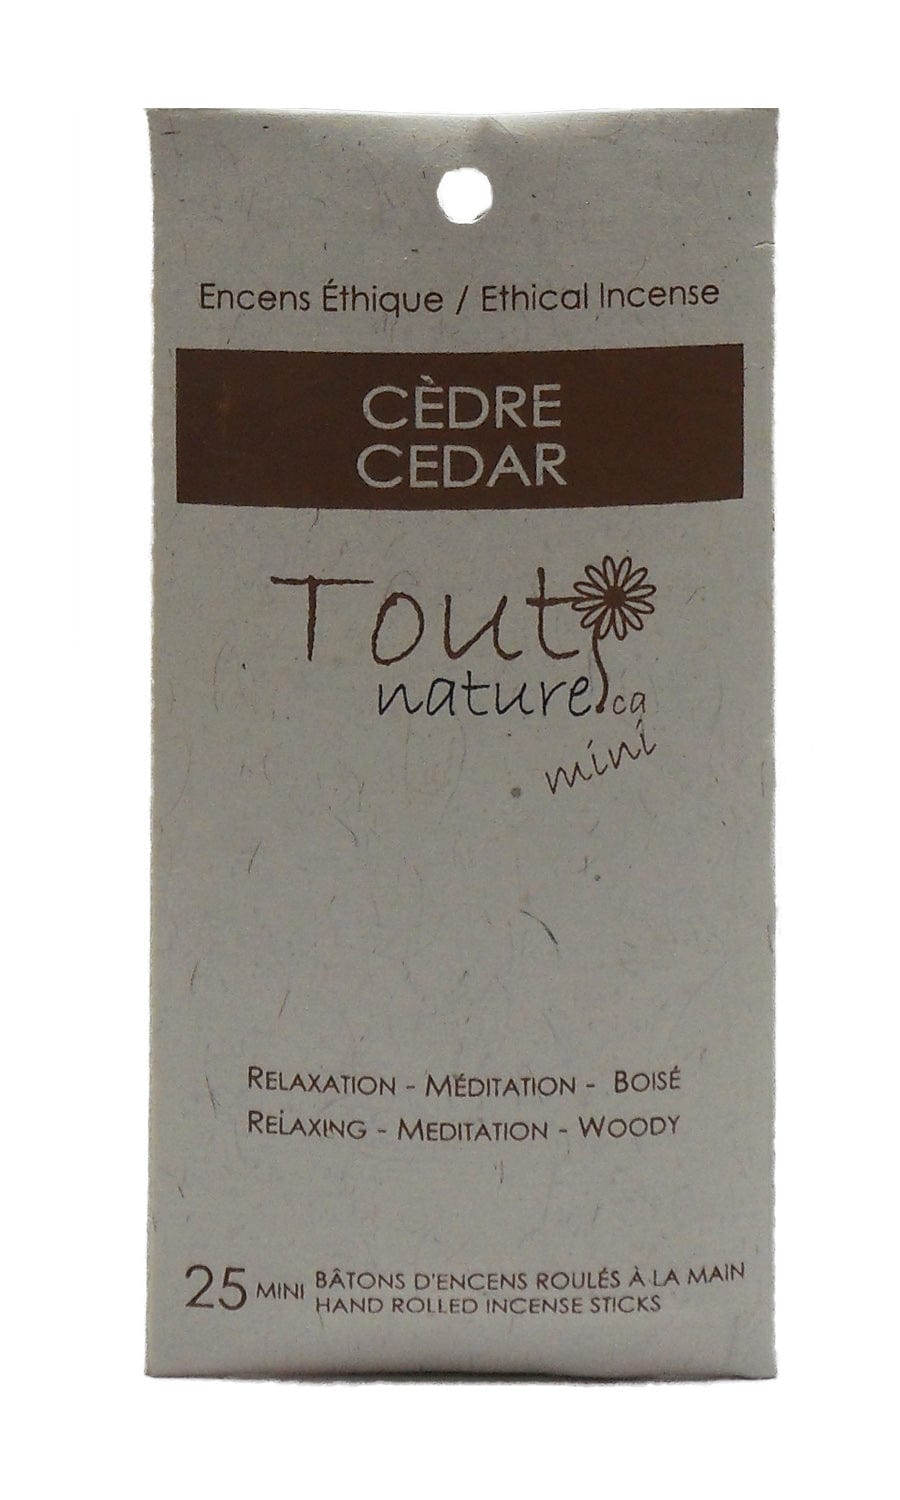 Encens Éthique / Ethical Incense
CÈDRE
CEDAR
Tout
nature.ca
mini
RELAXATION - MÉDITATION - BOISÉ
RELAXING - MEDITATION - WOODY
25 MINI BÂTONS D'ENCENS ROULÉS À LA MAIN
HAND ROLLED INCENSE STICKS